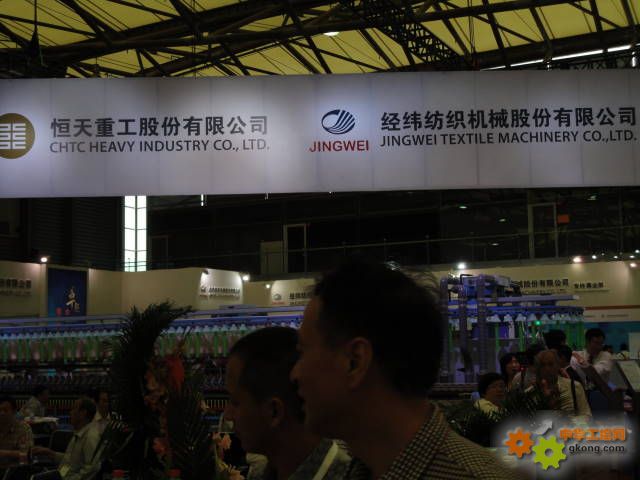 恒天重工股份有限公司
CHTC HEAVY INDUSTRY CO., LTD.
JINGWEI
经纬纺织机械股份有限公司
JINGWEI TEXTILE MACHINERY CO., LTD.
中华工控网
gkong.com